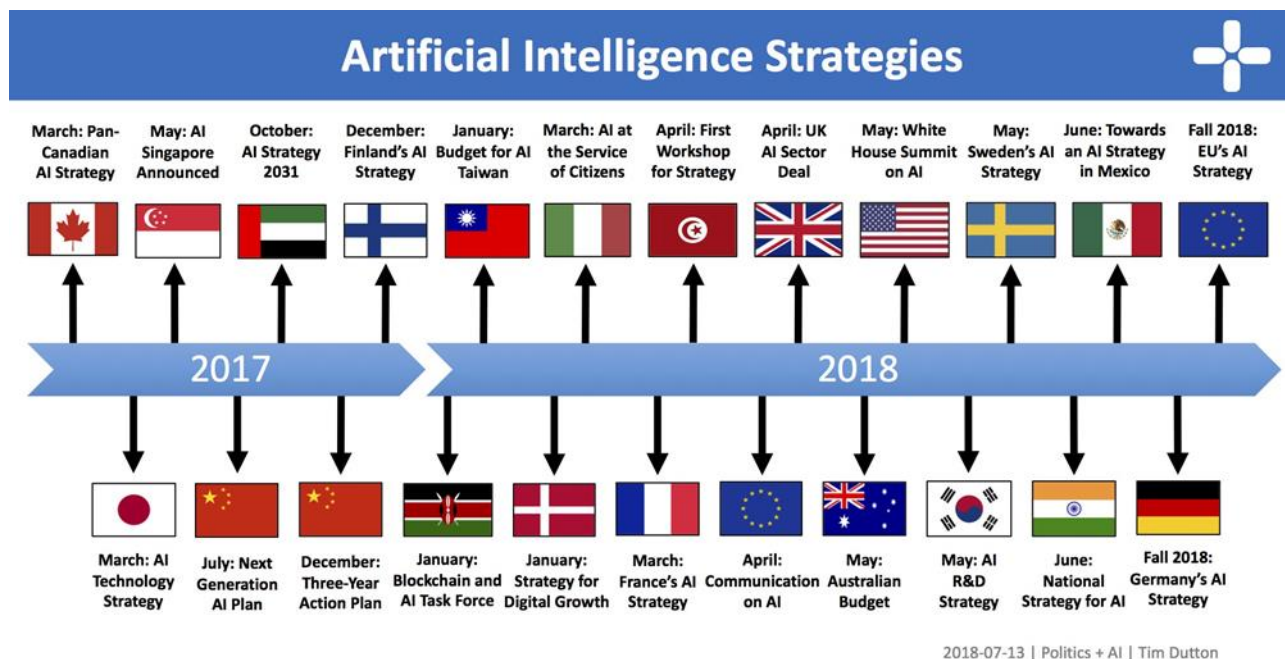 Artificial Intelligence Strategies
March: Pan-
Canadian
AI Strategy
May: AI
Singapore
Announced
October:
AI Strategy
2031
December:
Finland's AI
Strategy
January:
Budget for AI
Taiwan
March: AI at
the Service
of Citizens
April: First
Workshop
for Strategy
April: UK
AI Sector
Deal
May: White
House Summit
on AI
May:
Sweden's AI
Strategy
June: Towards
an AI Strategy
in Mexico
Fall 2018:
EU's AI
Strategy
2017
2018
March: AI
Technology
Strategy
July: Next
Generation
AI Plan
December:
Three-Year
Action Plan
January:
Blockchain and
AI Task Force
January:
Strategy for
Digital Growth
March:
France's AI
Strategy
April:
Communication
on AI
May:
Australian
Budget
May: AI
R&D
Strategy
June:
National
Strategy for AI
Fall 2018:
Germany's AI
Strategy
2018-07-13 | Politics + AI | Tim Dutton